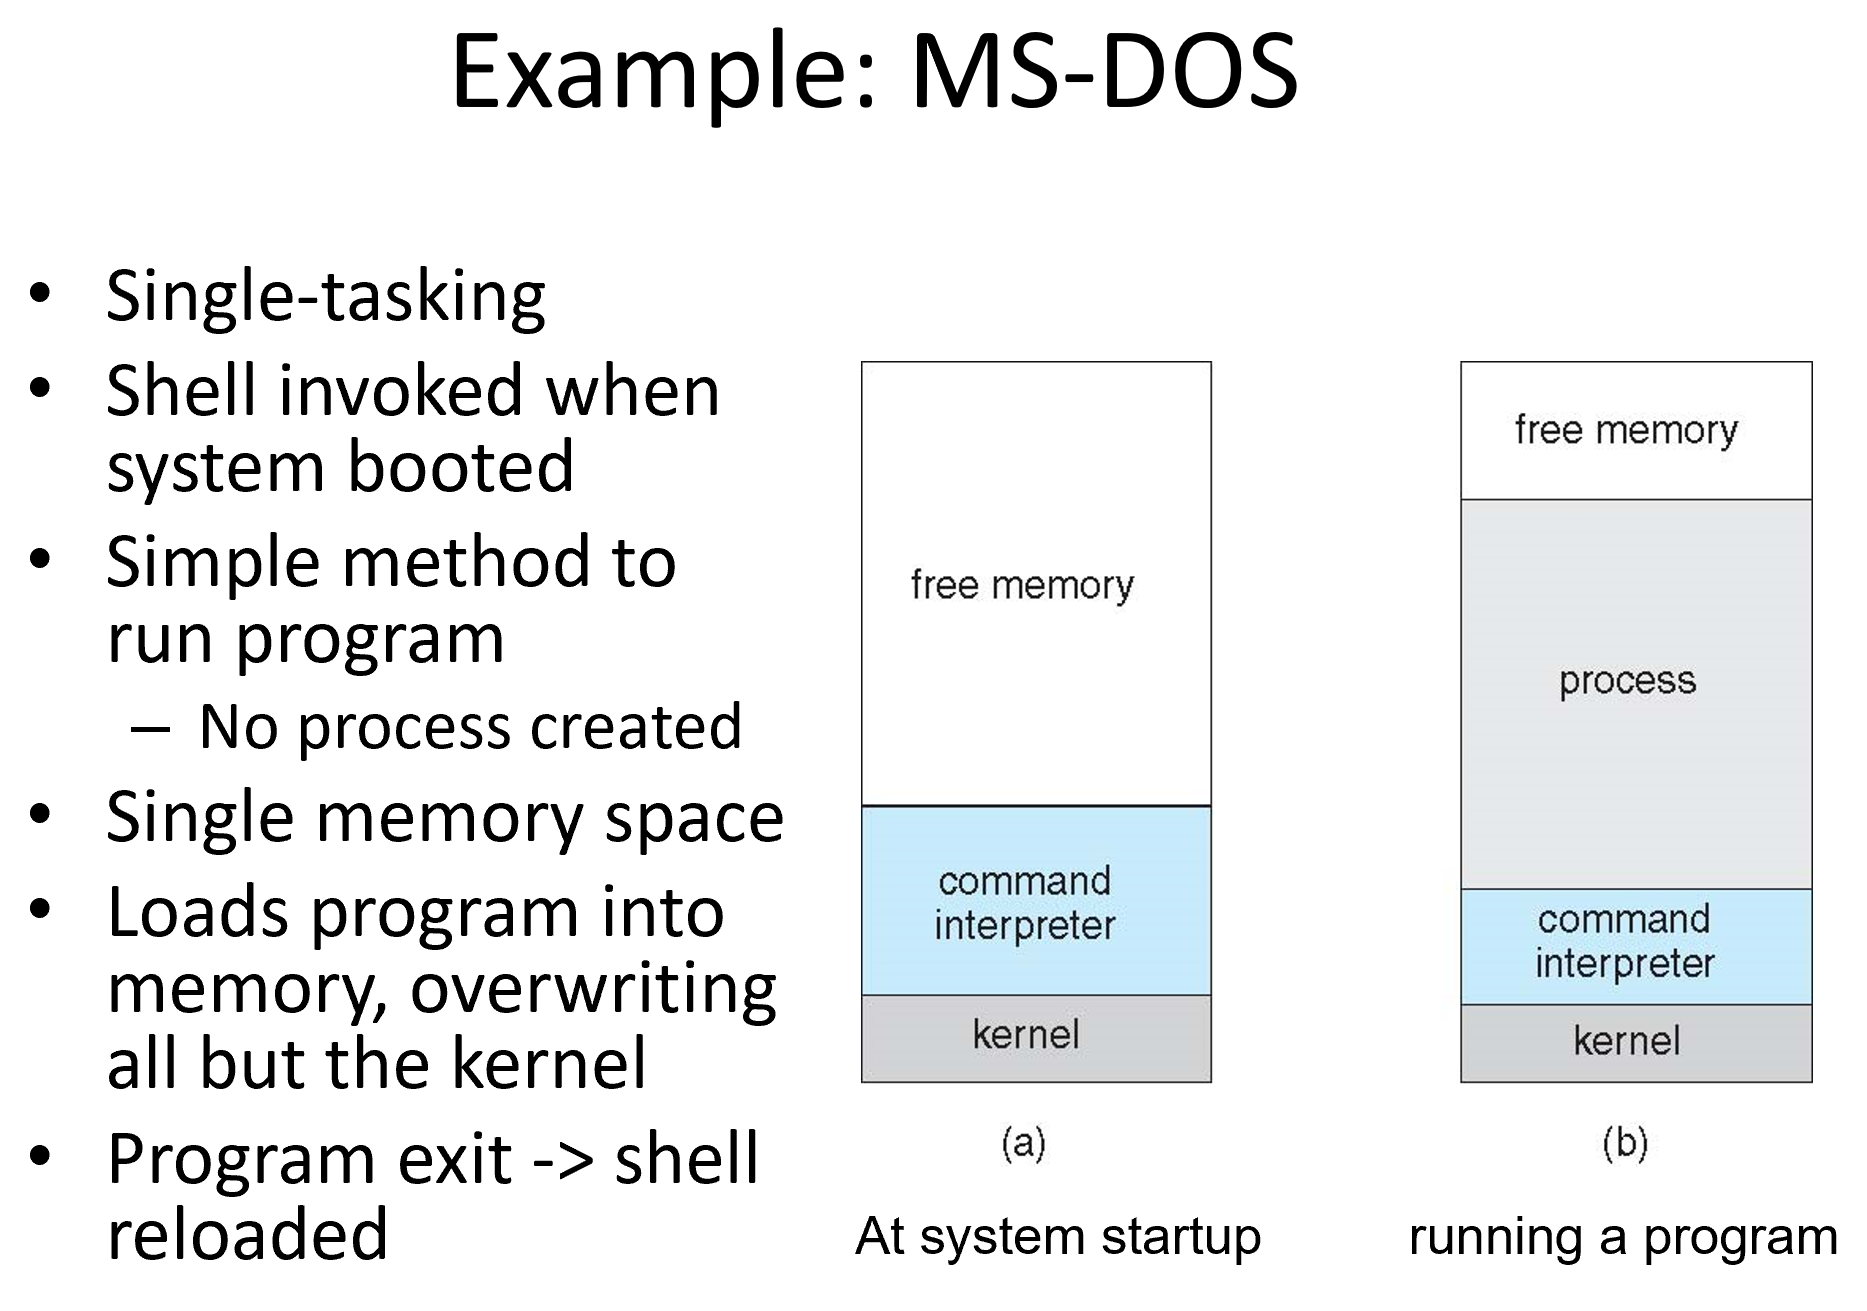 Example: MS-DOS
• Single-tasking
• Shell invoked when
system booted
• Simple method to
run program
– No process created
• Single memory space
• Loads program into
memory, overwriting
all but the kernel
• Program exit -> shell
reloaded
free memory
command
interpreter
kernel
(a)
At system startup
free memory
process
command
interpreter
kernel
(b)
running a program